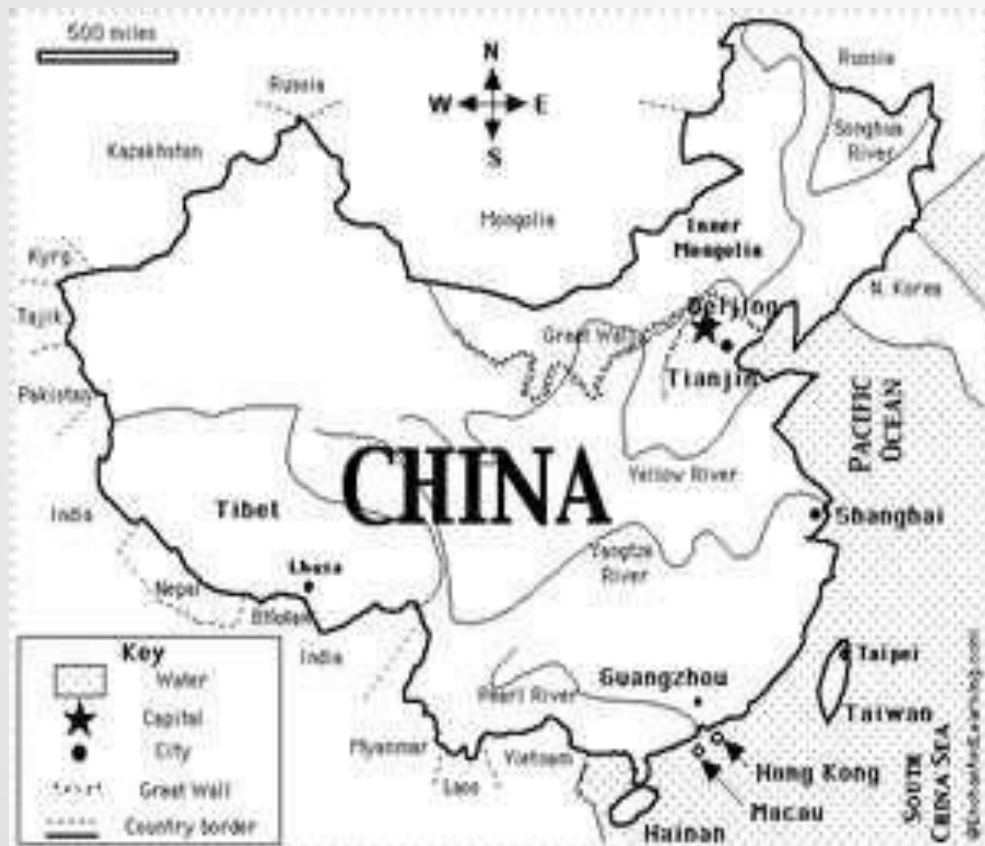 500 miles
Russia
N
W E
S
Russia
Kazakhstan
Songhua
River
Mongolia
Inner
Mongolia
Kyrg.
Tajik.
N. Korea
Beijing
Great Wall
Tianjin
Pakistan
PACIFIC
OCEAN
CHINA
Yellow River
India
Tibet
Shanghai
Lhasa
Yangtze
River
Nepal
Bhutan
India
Key
Water
Capital
City
Great Wall
Country border
Taipei
Guangzhou
Pearl River
Taiwan
Myanmar
Vietnam
Laos
Hong Kong
Macau
Hainan
SOUTH
CHINA SEA
©EnchantedLearning.com